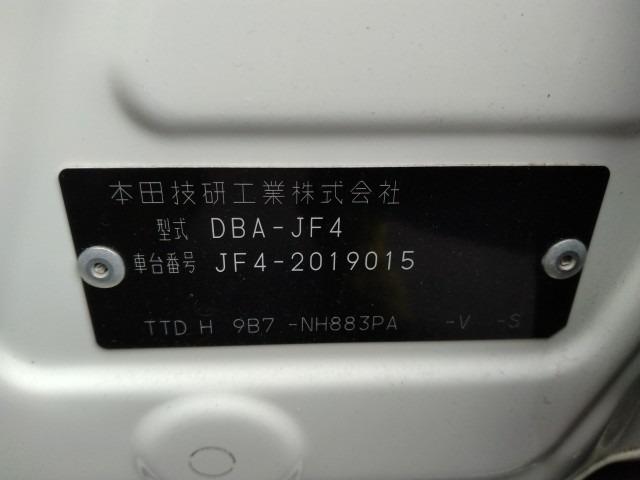 本田技研工業株式会社
型式 DBA-JF4
車台番号 JF4-2019015
TTD H 9B7 -NH883PA -V -S